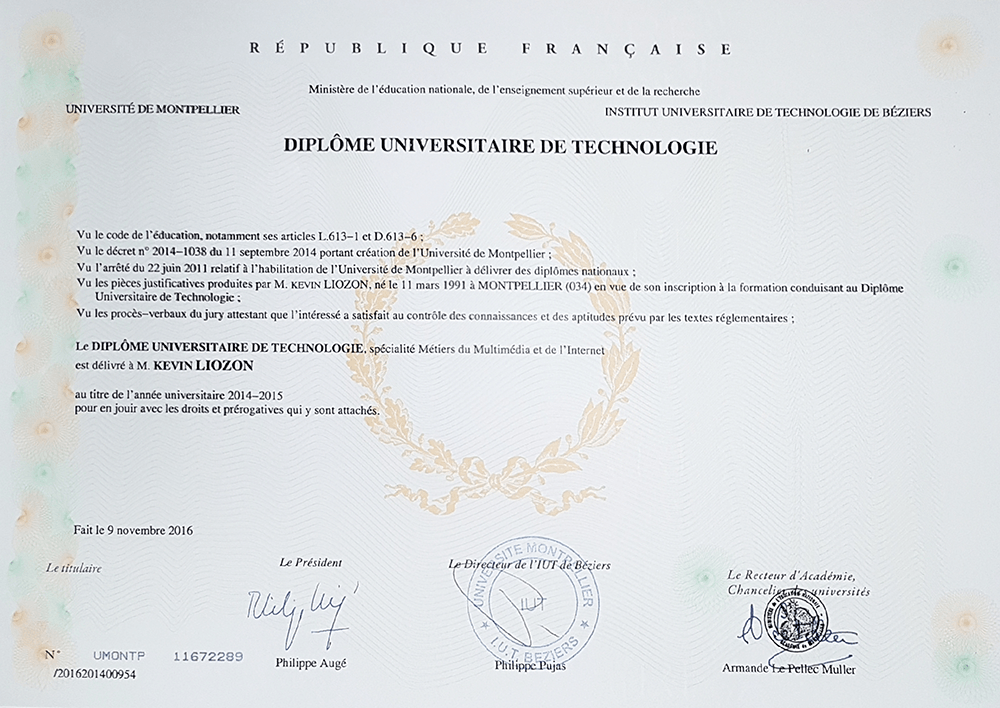 RÉPUBLIQUE FRANÇAISE
Ministère de l'éducation nationale, de l'enseignement supérieur et de la recherche
UNIVERSITÉ DE MONTPELLIER
INSTITUT UNIVERSITAIRE DE TECHNOLOGIE DE BÉZIERS
DIPLÔME UNIVERSITAIRE DE TECHNOLOGIE
Vu le code de l'éducation, notamment ses articles L.613-1 et D.613-6 ;
Vu le décret n° 2014-1038 du 11 septembre 2014 portant création de l'Université de Montpellier ;
Vu l'arrêté du 22 juin 2011 relatif à l'habilitation de l'Université de Montpellier à délivrer des diplômes nationaux ;
Vu les pièces justificatives produites par M. KEVIN LIOZON, né le 11 mars 1991 à MONTPELLIER (034) en vue de son inscription à la formation conduisant au Diplôme
Universitaire de Technologie ;
Vu les procès-verbaux du jury attestant que l'intéressé a satisfait au contrôle des connaissances et des aptitudes prévu par les textes réglementaires ;
Le DIPLÔME UNIVERSITAIRE DE TECHNOLOGIE, spécialité Métiers du Multimédia et de l'Internet
est délivré à M. KEVIN LIOZON
au titre de l'année universitaire 2014-2015
pour en jouir avec les droits et prérogatives qui y sont attachés.
Fait le 9 novembre 2016
Le titulaire
Le Président
Le Directeur de l'IUT de Béziers
Le Recteur d'Académie,
Chancelier des universités
UNIVERSITE MONTPELLIER
IUT
I.U.T. BEZIERS
Philippe Augé
Philippe Pujas
Armande Le Pellec Muller
N° UMONTP 11672289
/2016201400954